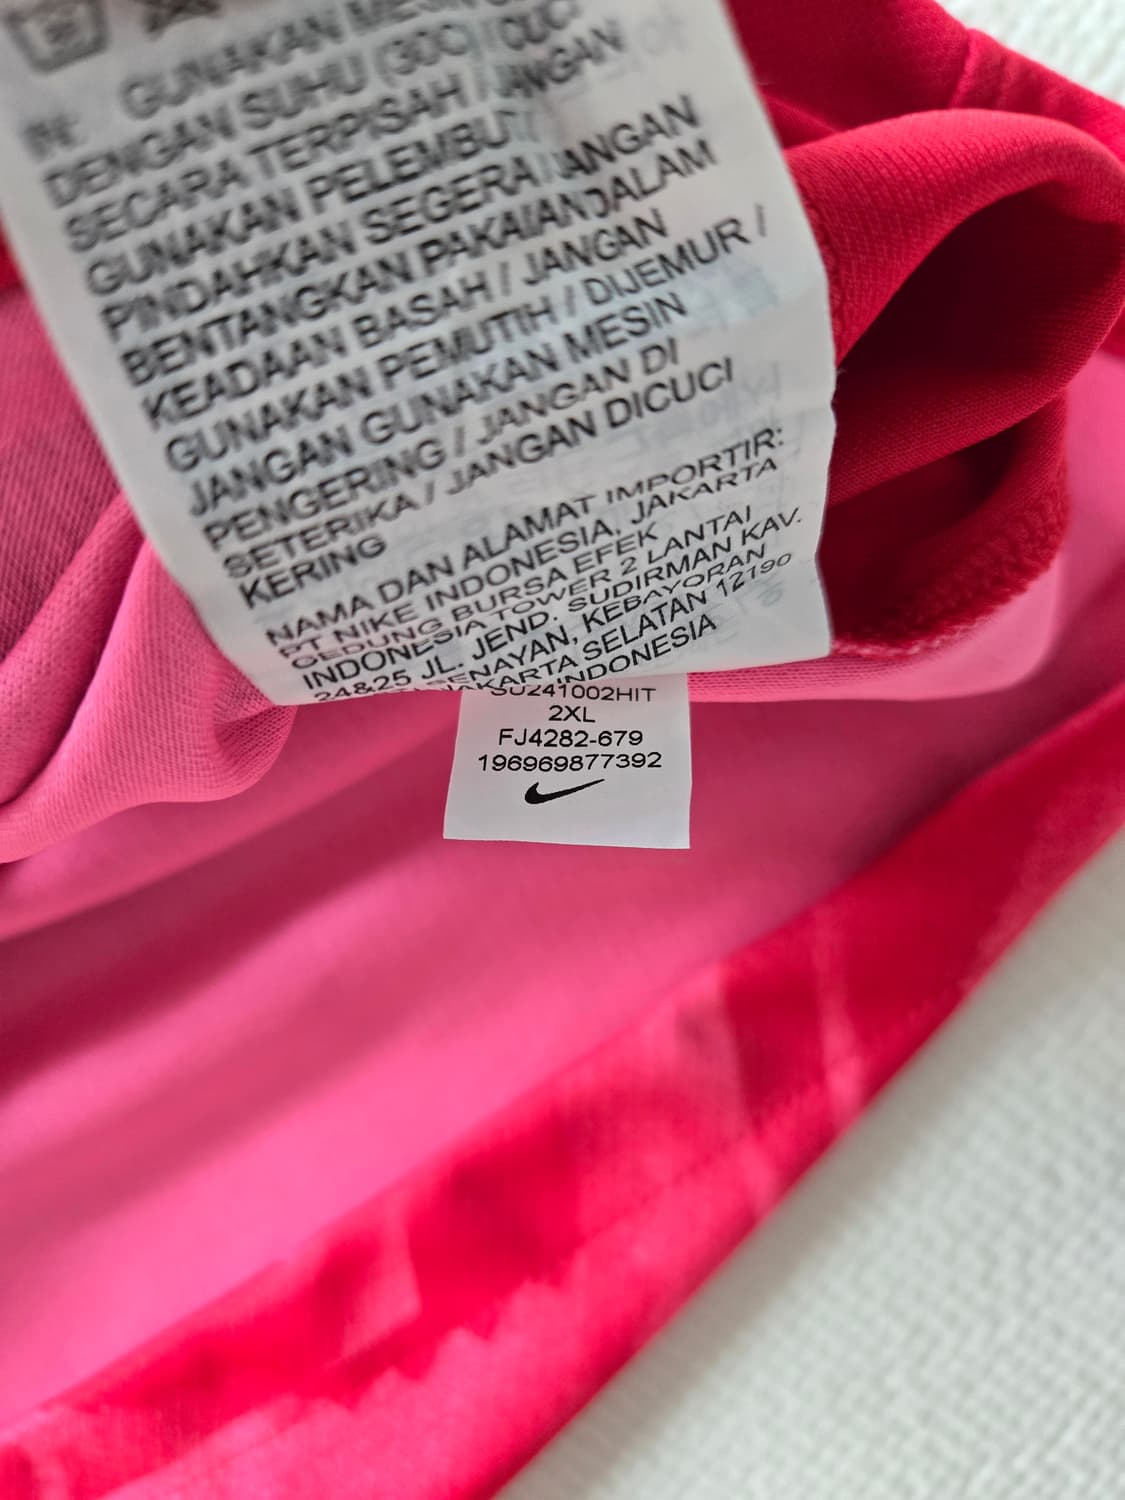 IN: GUNAKAN MESIN CUCI
DENGAN SUHU (30C) / CUCI
SECARA TERPISAH / JANGAN
GUNAKAN PELEMBUT
PINDAHKAN SEGERA / JANGAN
BENTANGKAN PAKAIAN DALAM
KEADAAN BASAH / JANGAN
GUNAKAN PEMUTIH / DIJEMUR /
JANGAN GUNAKAN MESIN
PENGERING / JANGAN DI
SETERIKA / JANGAN DICUCI
KERING
NAMA DAN ALAMAT IMPORTIR:
PT NIKE INDONESIA, JAKARTA
GEDUNG BURSA EFEK
INDONESIA TOWER 2 LANTAI
24&25 JL. JEND. SUDIRMAN KAV.
SENAYAN, KEBAYORAN
JAKARTA SELATAN 12190
INDONESIA
SU241002HIT
2XL
FJ4282-679
196969877392